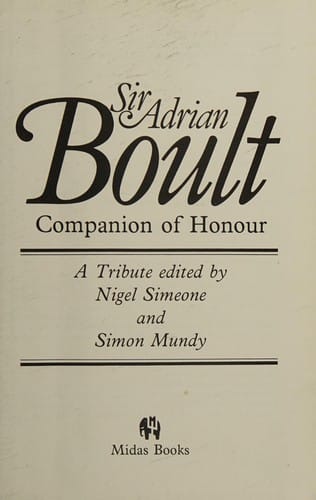 Sir Adrian
Boult
Companion of Honour
A Tribute edited by
Nigel Simeone
and
Simon Mundy
Midas Books